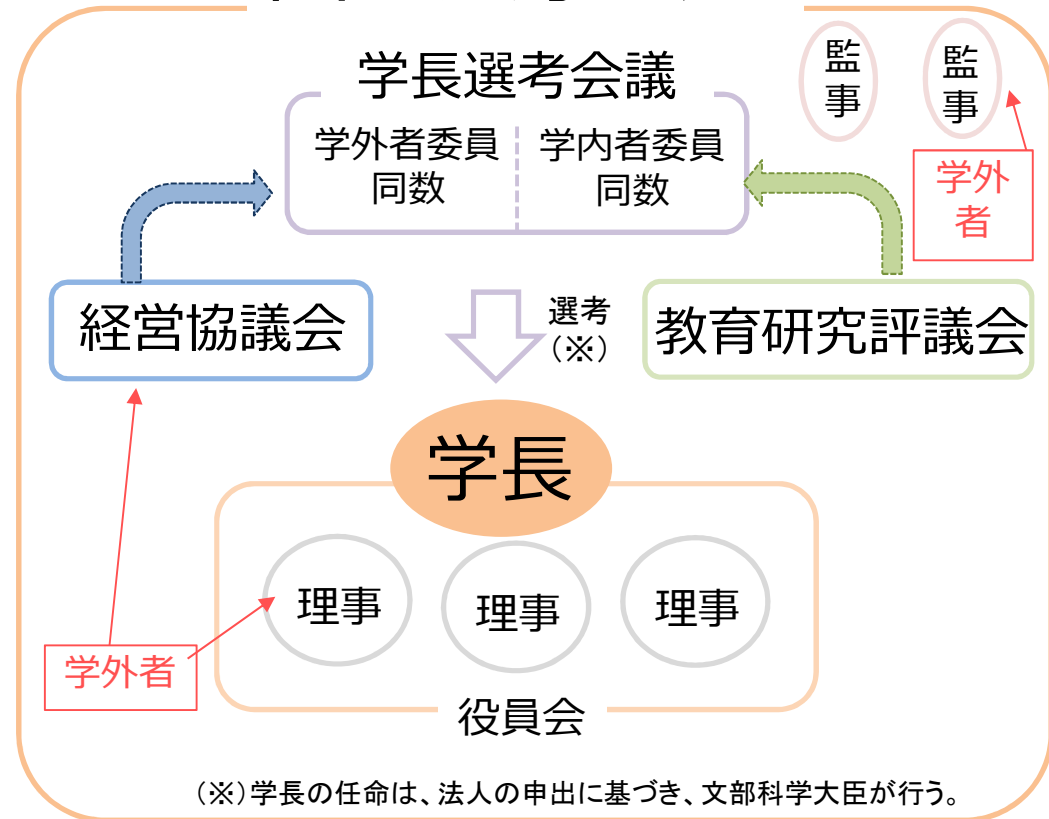 学長選考会議
学外者委員
同数
学内者委員
同数
監
事
監
事
学外
者
経営協議会
選考
（※）
教育研究評議会
学長
理事
理事
理事
学外者
役員会
（※）学長の任命は、法人の申出に基づき、文部科学大臣が行う。